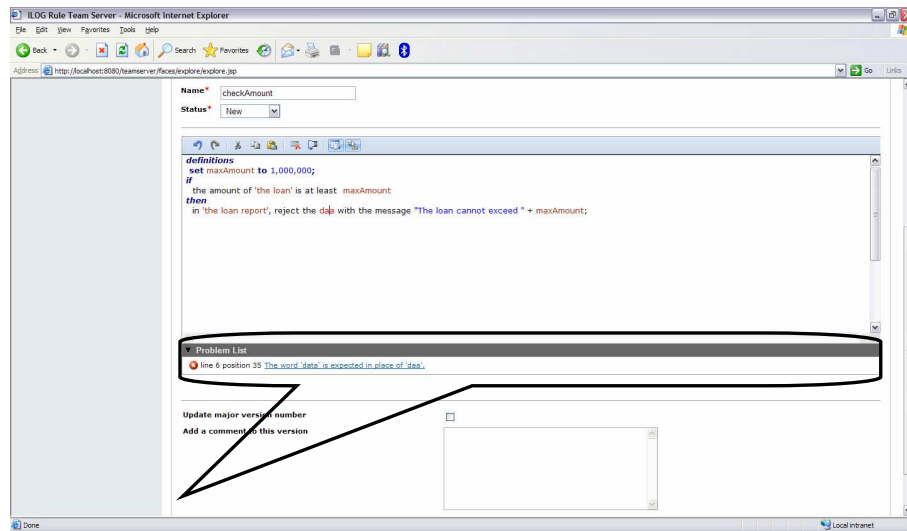 ILOG Rule Team Server - Microsoft Internet Explorer
File Edit View Favorites Tools Help
Back Search Favorites
Address http://localhost:8080/teamserver/faces/explore/explore.jsp Go Links
Name* checkAmount
Status* New
definitions
set maxAmount to 1,000,000;
if
the amount of 'the loan' is at least maxAmount
then
in 'the loan report', reject the daa with the message "The loan cannot exceed " + maxAmount;
Problem List
line 6 position 35 The word 'data' is expected in place of 'daa'.
Update major version number
Add a comment to this version
Done Local intranet